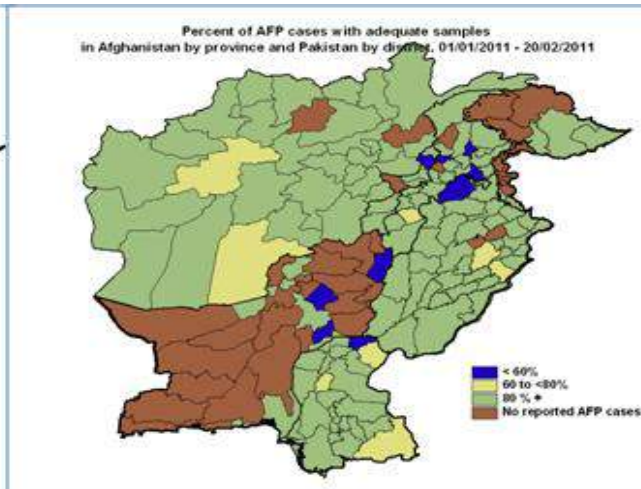 Percent of AFP cases with adequate samples
in Afghanistan by province and Pakistan by district, 01/01/2011 - 20/02/2011
< 60%
60 to <80%
80 % +
No reported AFP cases